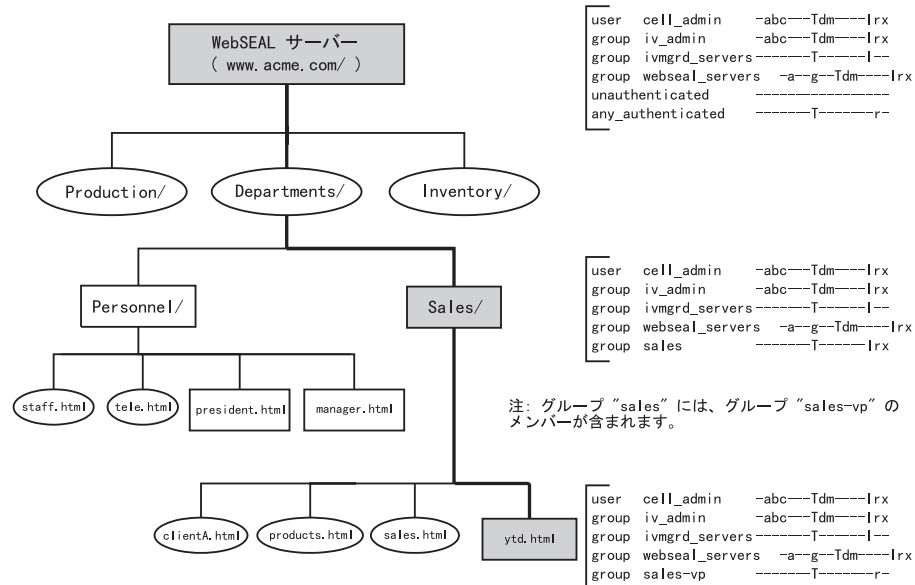 WebSEAL サーバー
( www.acme.com/ )
user cell_admin -abc---Tdm----lrx
group iv_admin -abc---Tdm----lrx
group ivmgrd_servers-------T------l--
group webseal_servers -a--g--Tdm----lrx
unauthenticated -----------------
any_authenticated -------T-------r-
Production/
Departments/
Inventory/
Personnel/
Sales/
user cell_admin -abc---Tdm----lrx
group iv_admin -abc---Tdm----lrx
group ivmgrd_servers-------T------l--
group webseal_servers -a--g--Tdm----lrx
group sales -------T------lrx
staff.html
tele.html
president.html
manager.html
注: グループ "sales" には、グループ "sales-vp" の
メンバーが含まれます。
clientA.html
products.html
sales.html
ytd.html
user cell_admin -abc---Tdm----lrx
group iv_admin -abc---Tdm----lrx
group ivmgrd_servers-------T------l--
group webseal_servers -a--g--Tdm----lrx
group sales-vp -------T-------r-